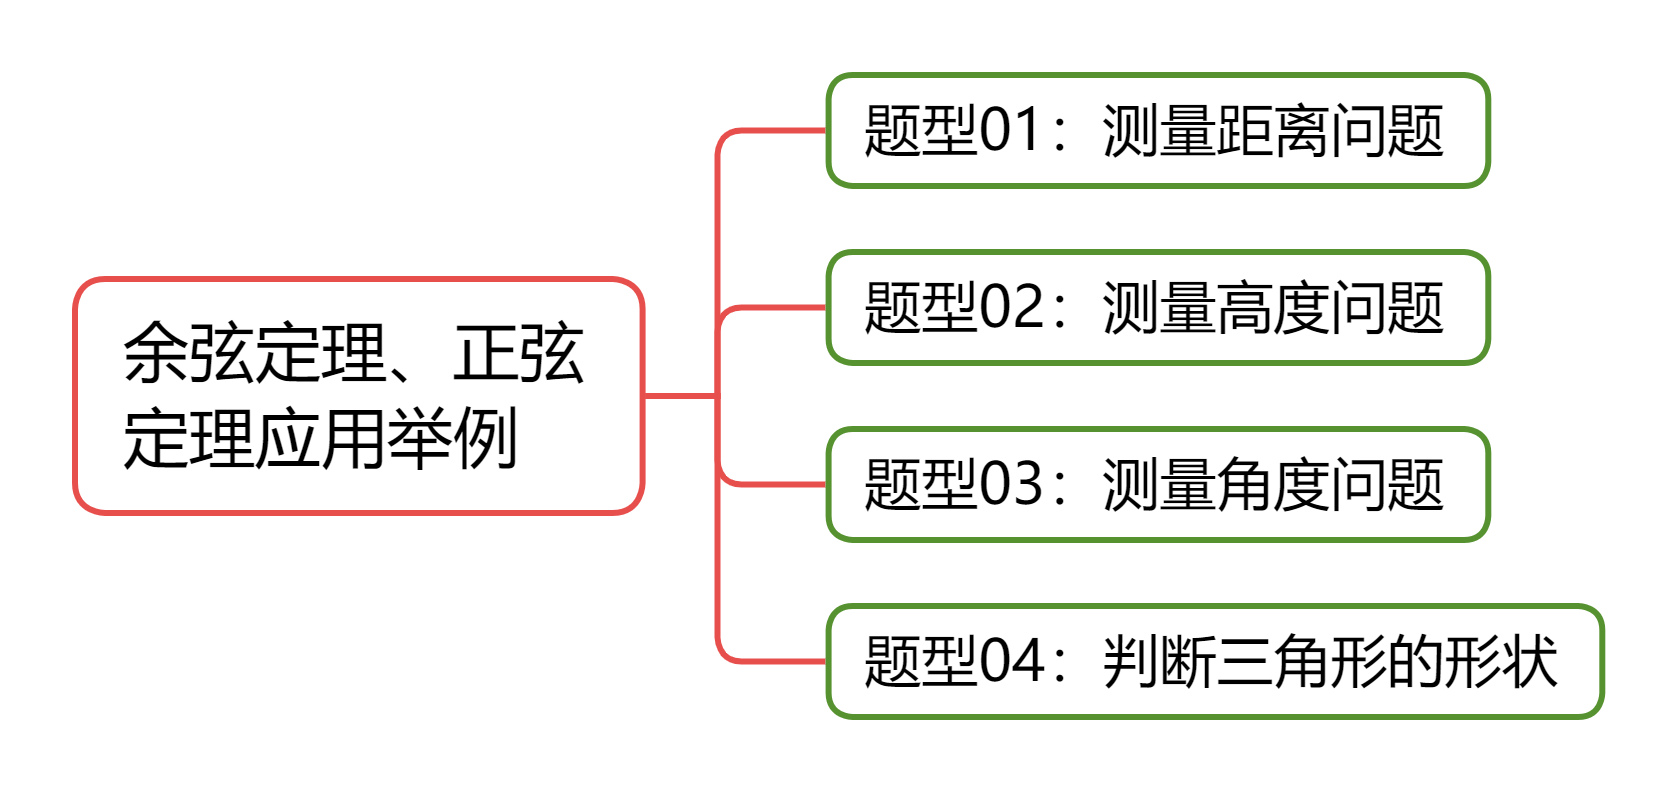 余弦定理、正弦
定理应用举例
题型01：测量距离问题
题型02：测量高度问题
题型03：测量角度问题
题型04：判断三角形的形状